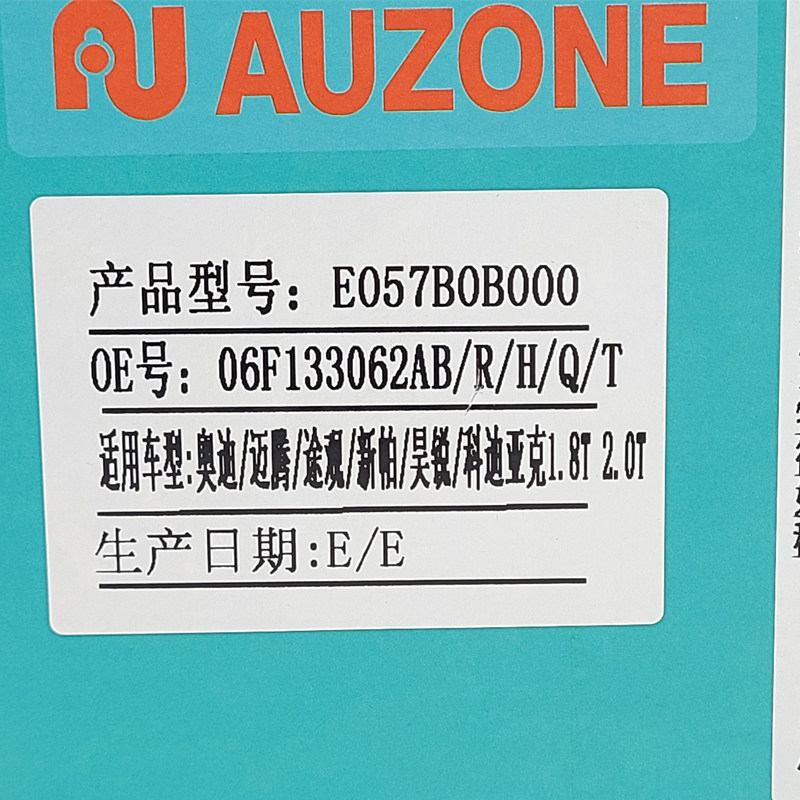 AUZONE
产品型号: E057B0B000
OE号: 06F133062AB/R/H/Q/T
适用车型:奥迪/迈腾/途观/新帕/昊锐/科迪亚克1.8T 2.0T
生产日期:E/E